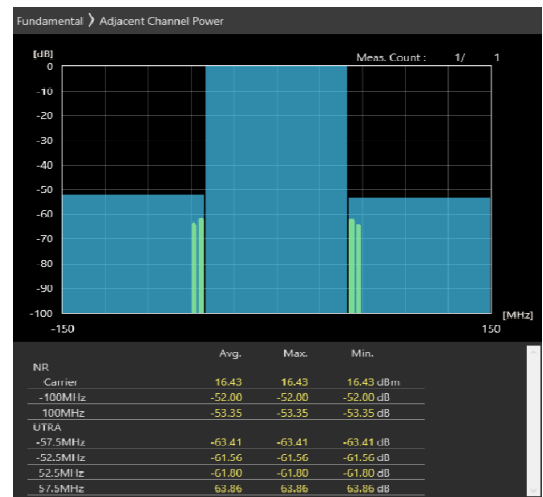 Fundamental ❯ Adjacent Channel Power
[dB]
Meas. Count : 1/ 1
0
-10
-20
-30
-40
-50
-60
-70
-80
-90
-100
[MHz]
-150 150
Avg. Max. Min.
NR
Carrier 16.43 16.43 16.43 dBm
-100MHz -52.00 -52.00 -52.00 dB
100MHz -53.35 -53.35 -53.35 dB
UTRA
-57.5MHz -63.41 -63.41 -63.41 dB
-52.5MHz -61.56 -61.56 -61.56 dB
52.5MHz -61.80 -61.80 -61.80 dB
57.5MHz 63.86 63.86 63.86 dB